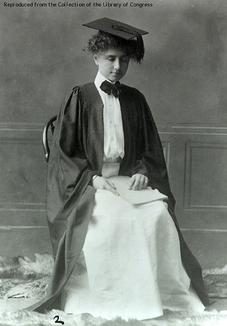 Reproduced from the Collection of the Library of Congress
2